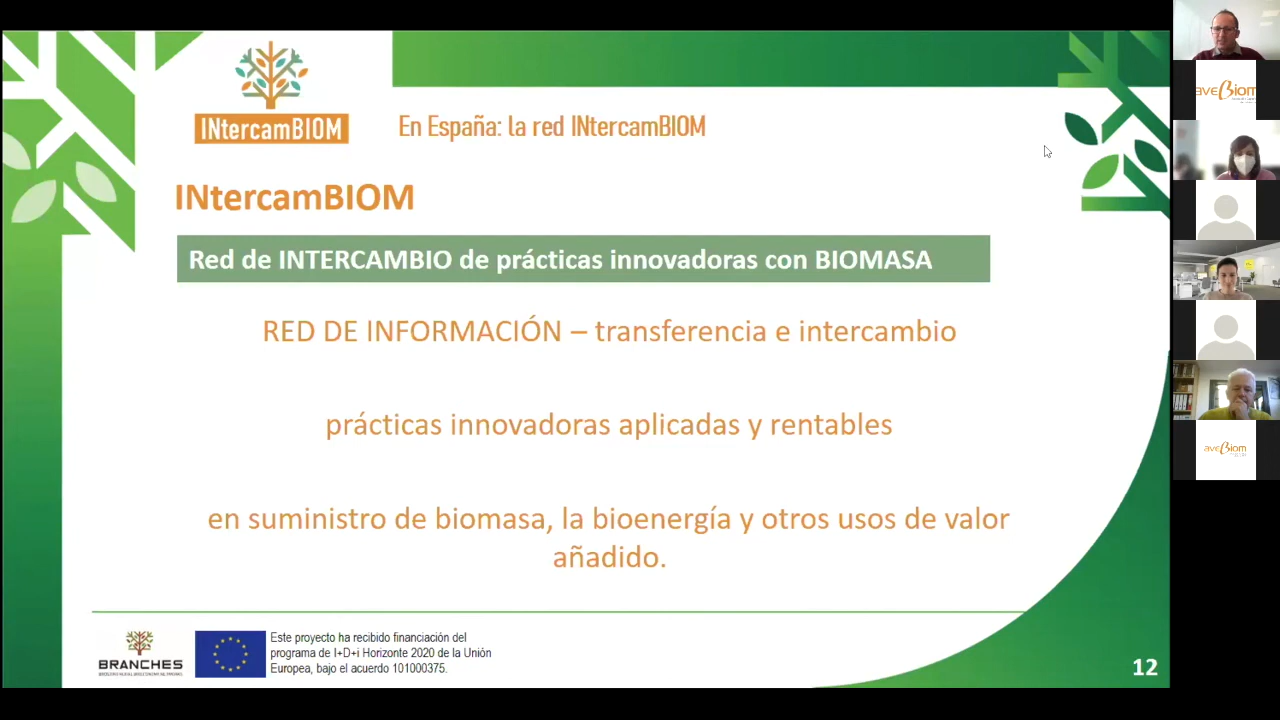 INtercamBIOM
En España: la red INtercamBIOM
INtercamBIOM
Red de INTERCAMBIO de prácticas innovadoras con BIOMASA
RED DE INFORMACIÓN – transferencia e intercambio
prácticas innovadoras aplicadas y rentables
en suministro de biomasa, la bioenergía y otros usos de valor
añadido.
BRANCHES
Este proyecto ha recibido financiación del
programa de I+D+i Horizonte 2020 de la Unión
Europea, bajo el acuerdo 101000375.
12
aveBiom
aveBiom